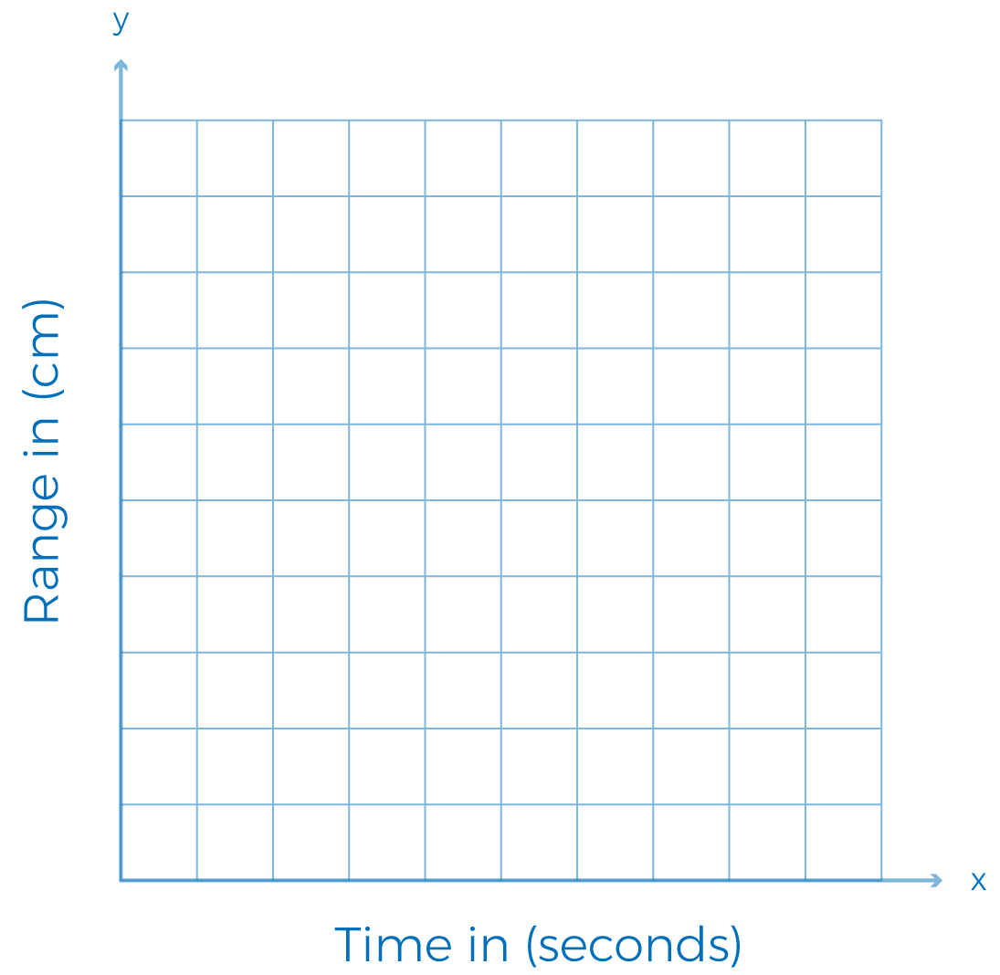 y
Range in (cm)
x
Time in (seconds)